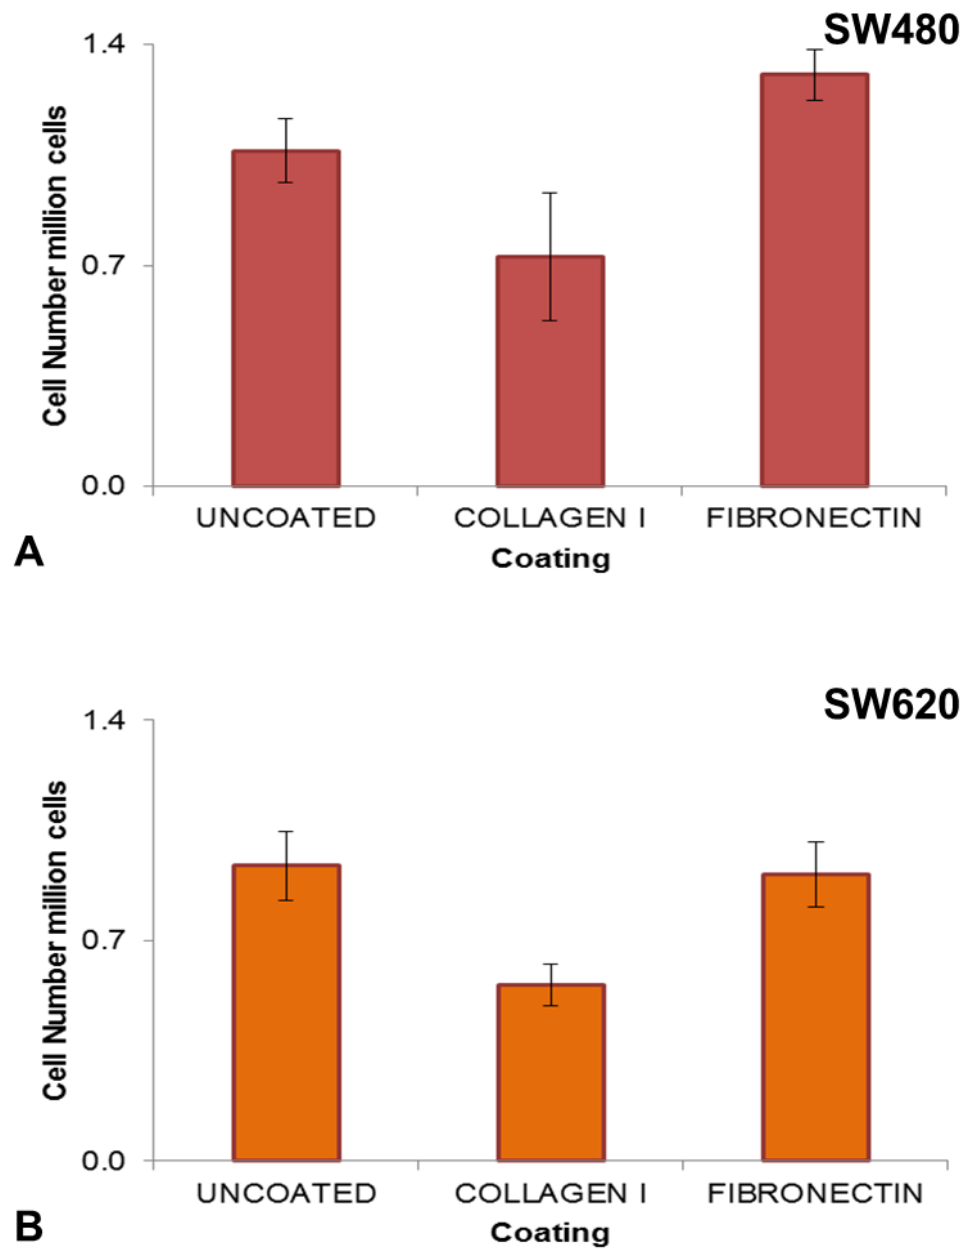 SW480
1.4
0.7
0.0
Cell Number million cells
UNCOATED COLLAGEN I FIBRONECTIN
Coating
A
SW620
1.4
0.7
0.0
Cell Number million cells
UNCOATED COLLAGEN I FIBRONECTIN
Coating
B